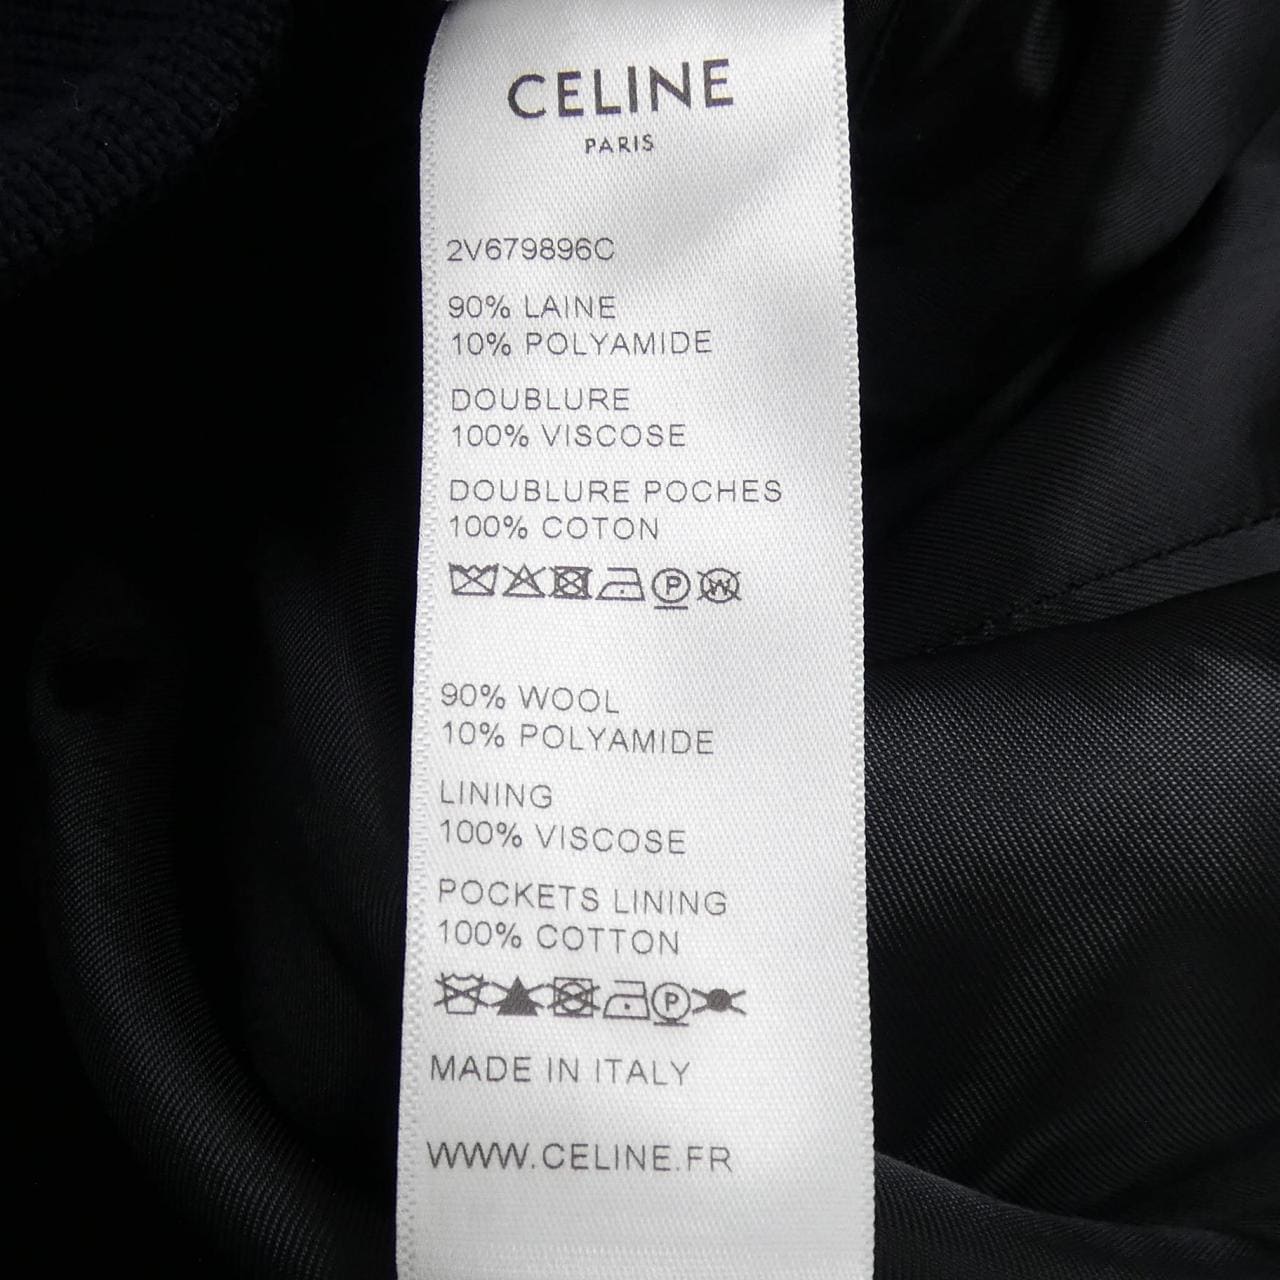 CELINE
PARIS
2V679896C
90% LAINE
10% POLYAMIDE
DOUBLURE
100% VISCOSE
DOUBLURE POCHES
100% COTON
P W
90% WOOL
10% POLYAMIDE
LINING
100% VISCOSE
POCKETS LINING
100% COTTON
P
MADE IN ITALY
WWW.CELINE.FR